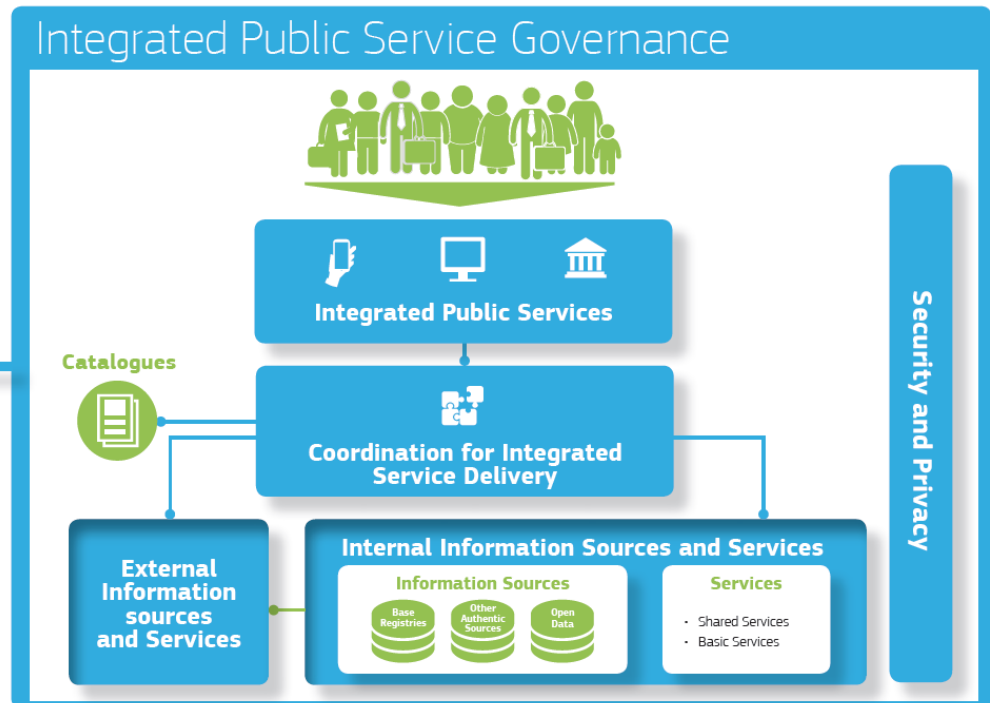 Integrated Public Service Governance
Integrated Public Services
Catalogues
Coordination for Integrated
Service Delivery
Security and Privacy
External
Information
sources
and Services
Internal Information Sources and Services
Information Sources
Base
Registries
Other
Authentic
Sources
Open
Data
Services
- Shared Services
- Basic Services